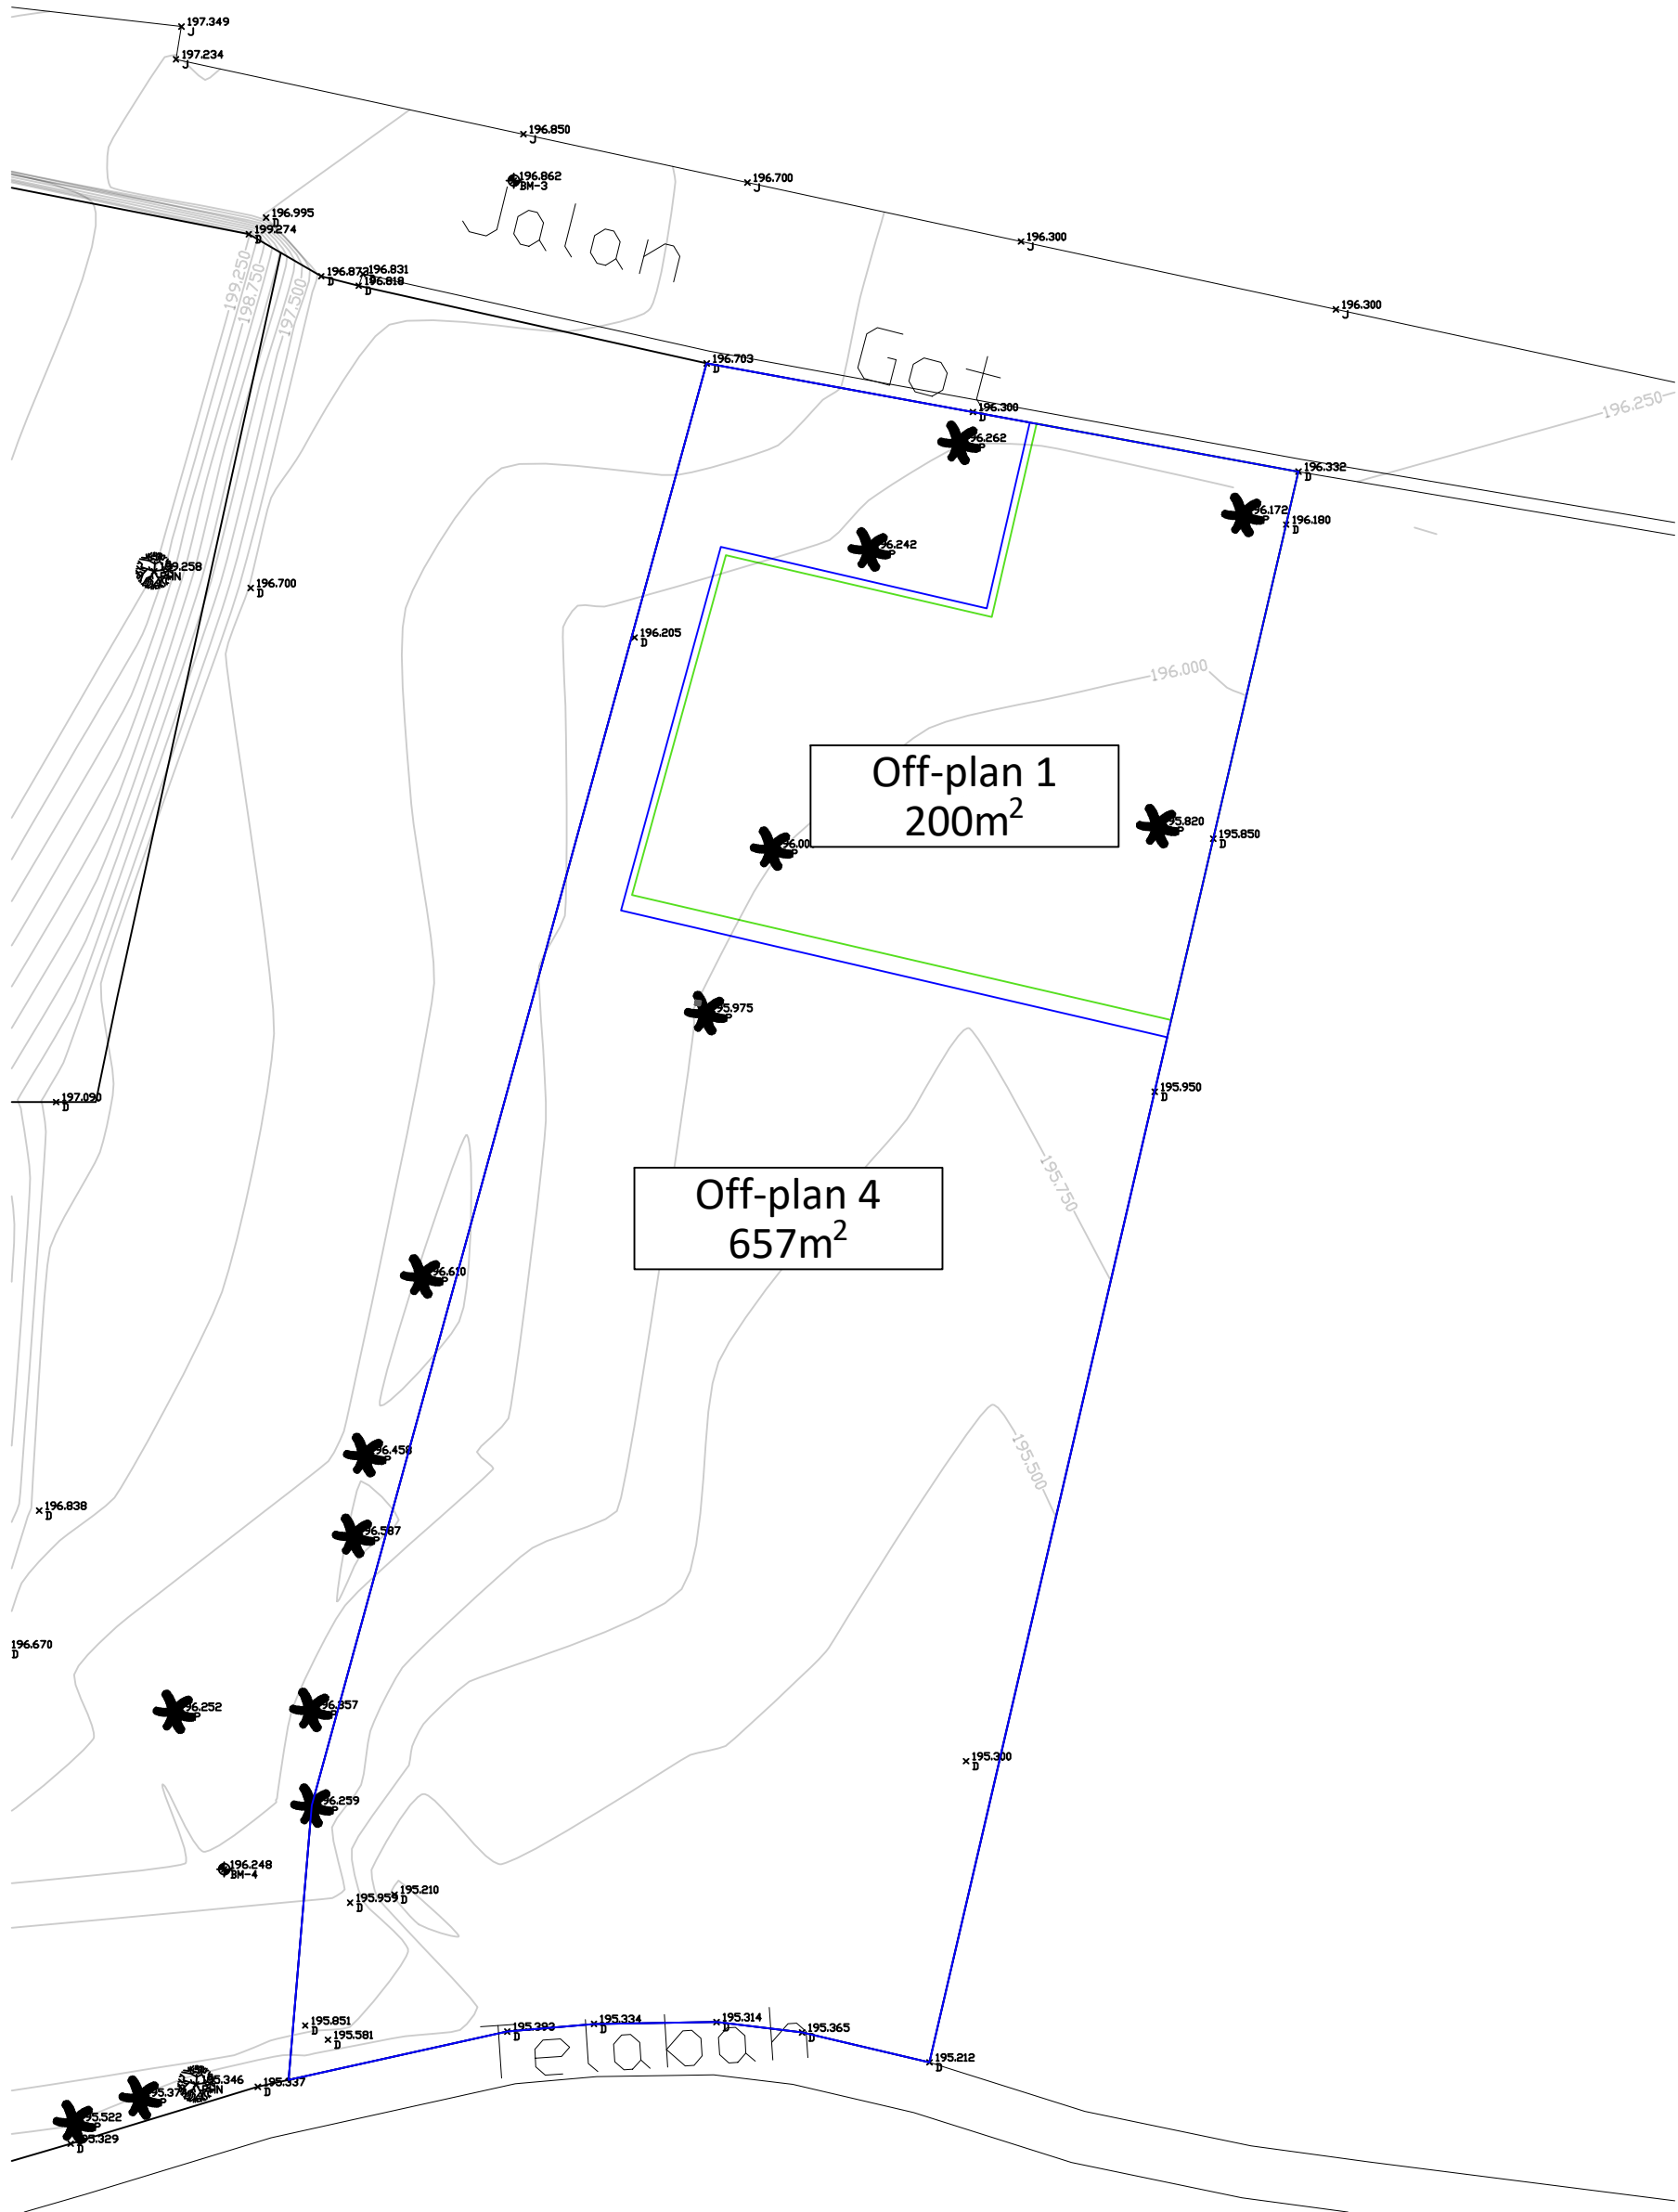 197.349
J
197.234
J
196.850
J
196.862
BM-3
196.700
J
Jalan
196.995
D
199.274
D
196.300
J
199.250
198.750
197.500
196.831
196.818
D
D
196.300
J
196.703
D
Got
196.300
D
196.250
196.332
D
196.180
D
196.700
D
196.205
D
196.000
Off-plan 1
200m²
195.850
D
195.950
D
197.090
D
195.750
Off-plan 4
657m²
195.500
196.838
D
196.670
D
195.300
D
196.248
BM-4
195.959
D
195.210
D
195.851
D
195.581
D
195.393
D
195.334
D
195.314
D
195.365
D
Telabah
195.212
D
195.337
D